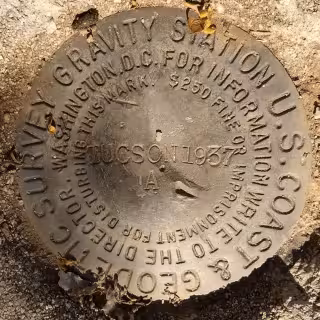 U.S. COAST & GEODETIC SURVEY GRAVITY STATION
FOR INFORMATION WRITE TO THE DIRECTOR WASHINGTON, D.C.
$250 FINE OR IMPRISONMENT FOR DISTURBING THIS MARK.
TUCSON 1937
1A